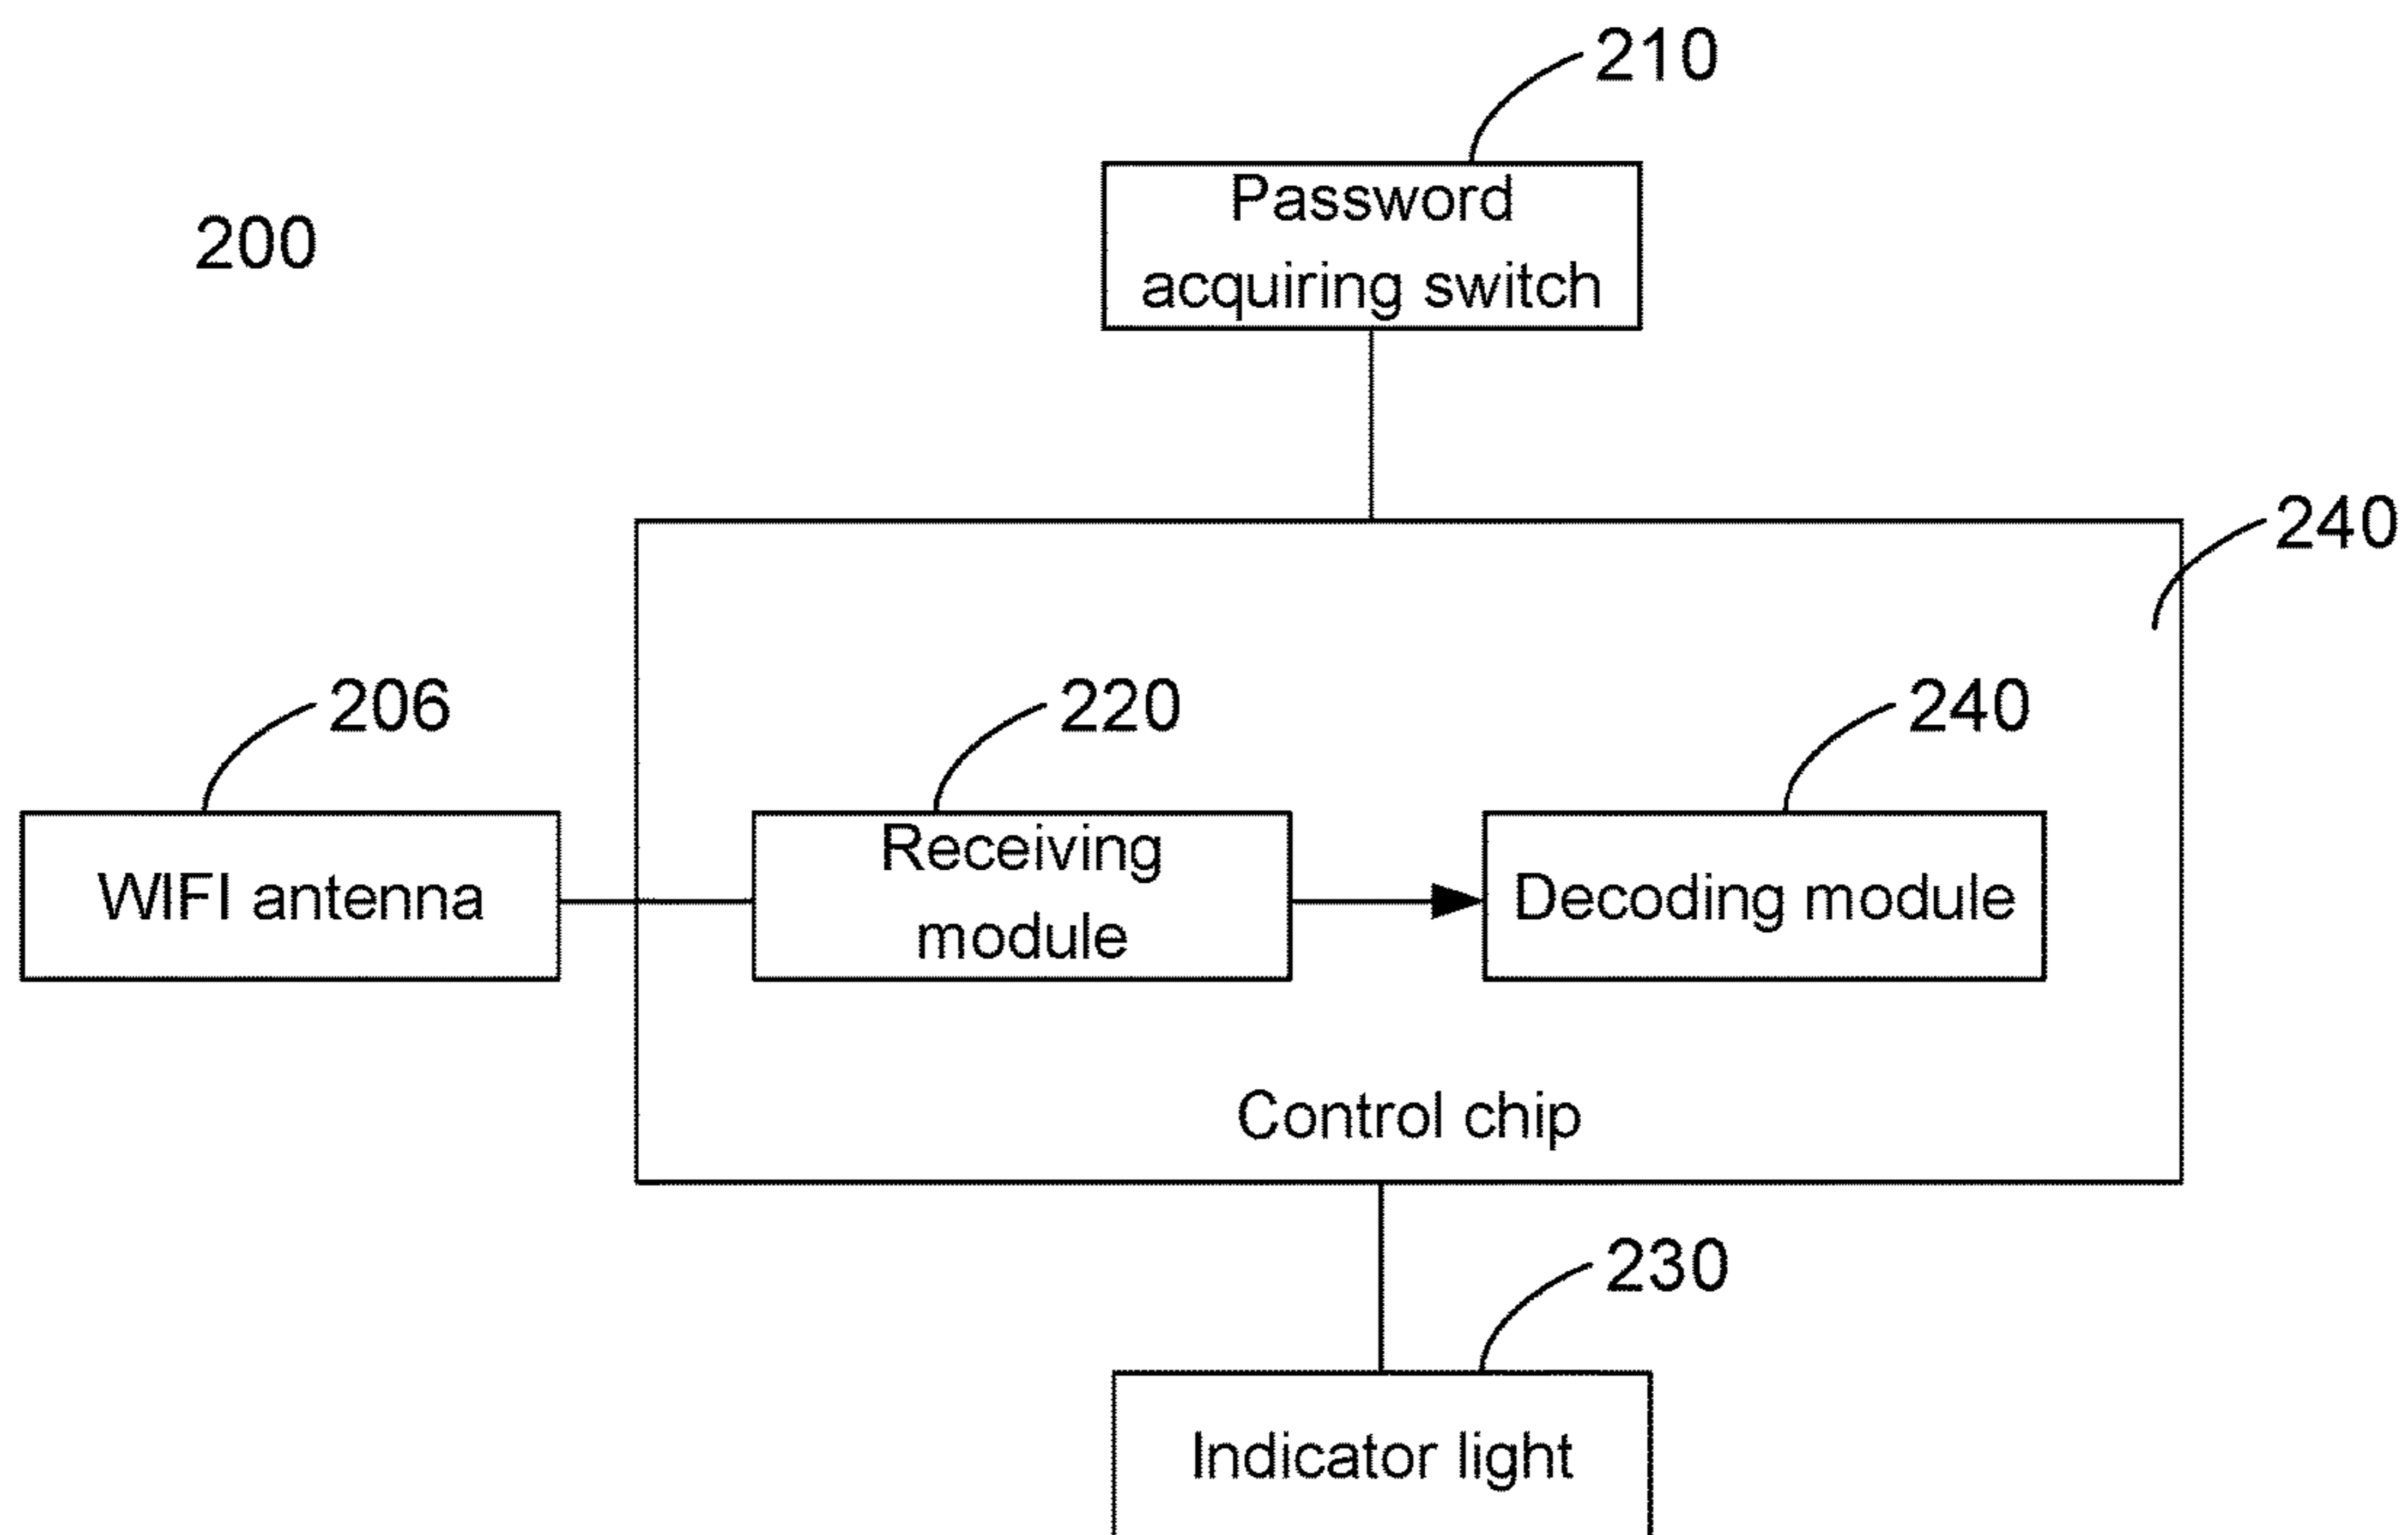 210
Password
acquiring switch
200
240
206
220
240
WIFI antenna
Receiving
module
Decoding module
Control chip
230
Indicator light